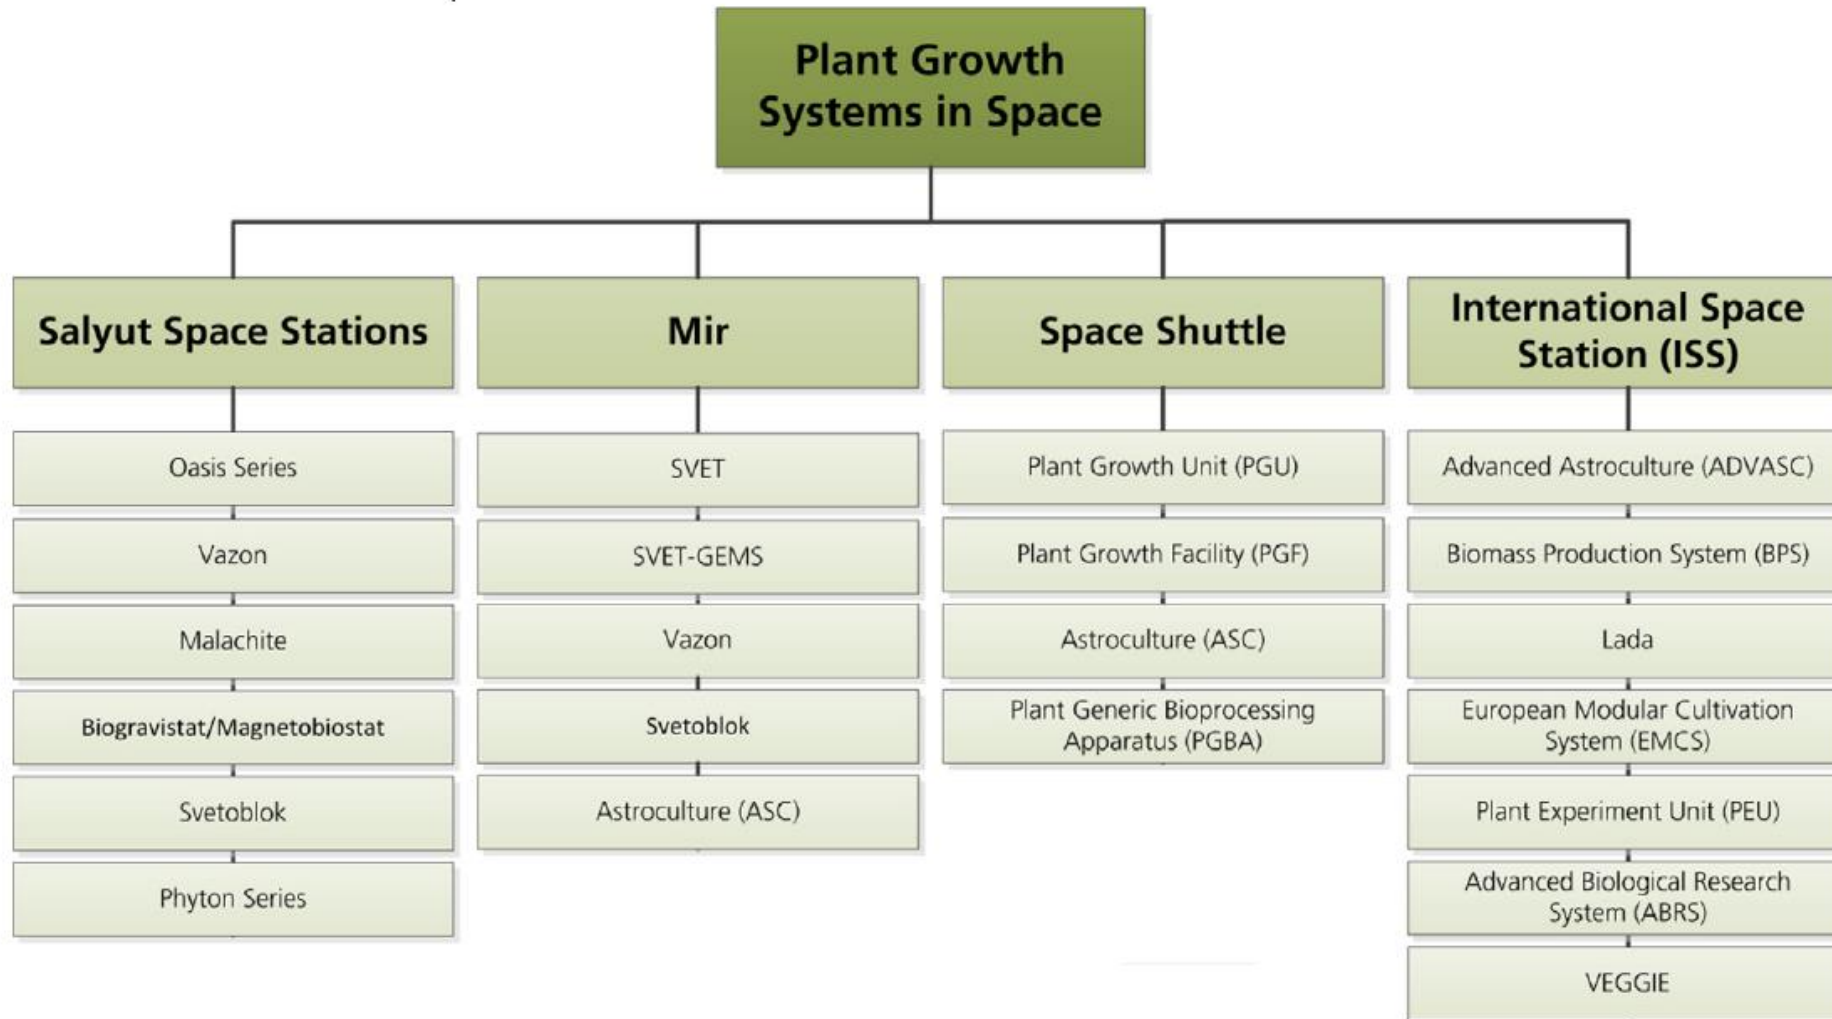 Plant Growth
Systems in Space
Salyut Space Stations
Oasis Series
Vazon
Malachite
Biogravistat/Magnetobiostat
Svetoblok
Phyton Series
Mir
SVET
SVET-GEMS
Vazon
Svetoblok
Astroculture (ASC)
Space Shuttle
Plant Growth Unit (PGU)
Plant Growth Facility (PGF)
Astroculture (ASC)
Plant Generic Bioprocessing
Apparatus (PGBA)
International Space
Station (ISS)
Advanced Astroculture (ADVASC)
Biomass Production System (BPS)
Lada
European Modular Cultivation
System (EMCS)
Plant Experiment Unit (PEU)
Advanced Biological Research
System (ABRS)
VEGGIE